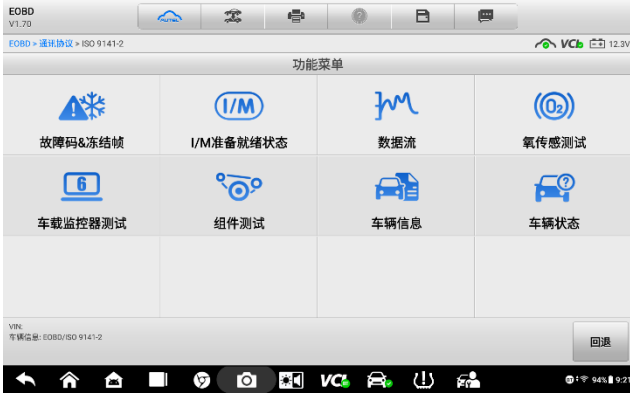 EOBD
V1.70
EOBD > 通讯协议 > ISO 9141-2
VCI
12.3V
功能菜单
I/M
O2
故障码&冻结帧
I/M准备就绪状态
数据流
氧传感测试
6
车载监控器测试
组件测试
车辆信息
车辆状态
VIN:
车辆信息: EOBD/ISO 9141-2
回退
VCI
94%
9:21